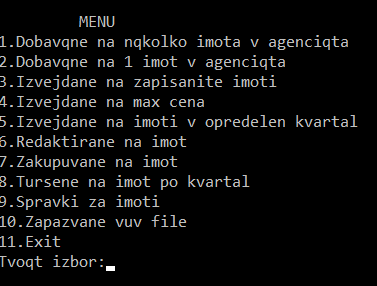 MENU
1.Dobavqne na nqkolko imota v agenciqta
2.Dobavqne na 1 imot v agenciqta
3.Izvejdane na zapisanite imoti
4.Izvejdane na max cena
5.Izvejdane na imoti v opredelen kvartal
6.Redaktirane na imot
7.Zakupuvane na imot
8.Tursene na imot po kvartal
9.Spravki za imoti
10.Zapazvane vuv file
11.Exit
Tvoqt izbor: